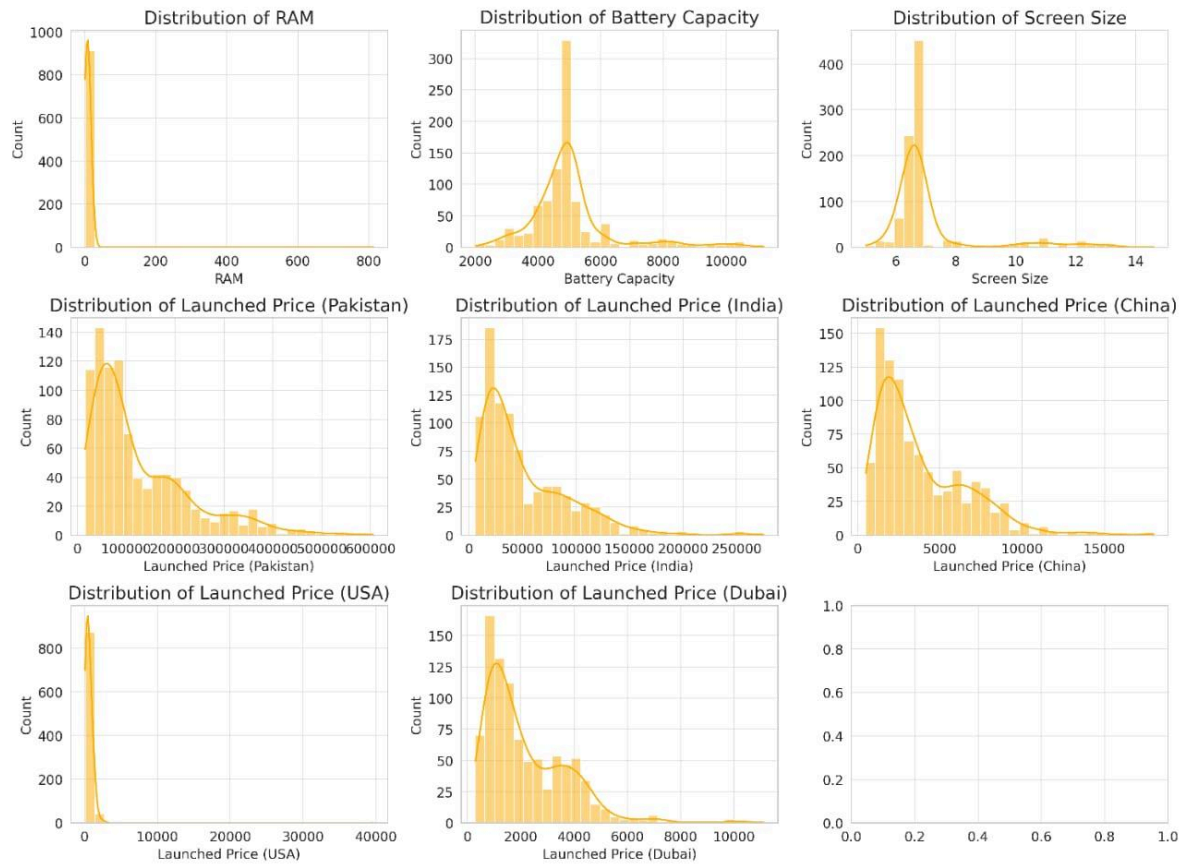 Distribution of RAM
1000
800
600
400
200
0
Count
0 200 400 600 800
RAM
Distribution of Battery Capacity
300
250
200
150
100
50
0
Count
2000 4000 6000 8000 10000
Battery Capacity
Distribution of Screen Size
400
300
200
100
0
Count
6 8 10 12 14
Screen Size
Distribution of Launched Price (Pakistan)
140
120
100
80
60
40
20
0
Count
0 100000 200000 300000 400000 500000 600000
Launched Price (Pakistan)
Distribution of Launched Price (India)
175
150
125
100
75
50
25
0
Count
0 50000 100000 150000 200000 250000
Launched Price (India)
Distribution of Launched Price (China)
150
125
100
75
50
25
0
Count
0 5000 10000 15000
Launched Price (China)
Distribution of Launched Price (USA)
800
600
400
200
0
Count
0 10000 20000 30000 40000
Launched Price (USA)
Distribution of Launched Price (Dubai)
150
125
100
75
50
25
0
Count
0 2000 4000 6000 8000 10000
Launched Price (Dubai)
1.0
0.8
0.6
0.4
0.2
0.0
0.0 0.2 0.4 0.6 0.8 1.0